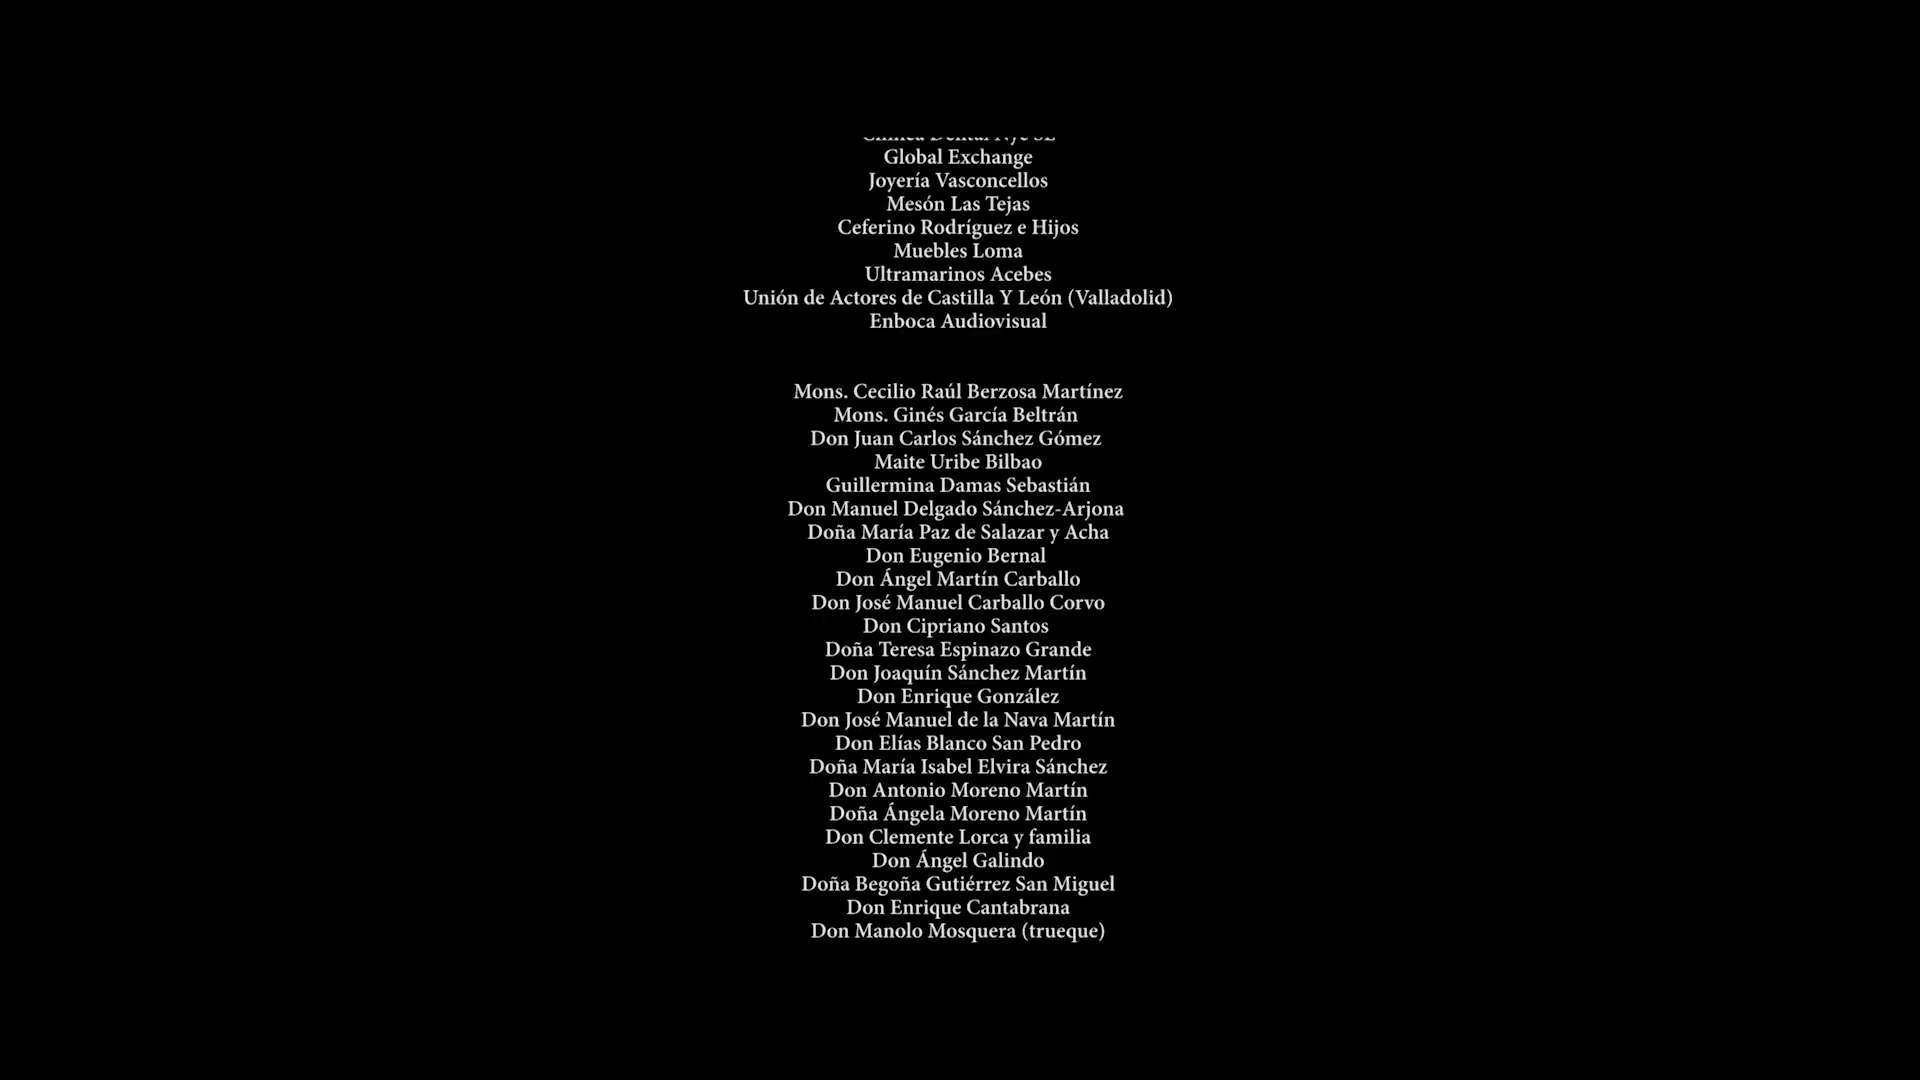 Global Exchange
Joyería Vasconcellos
Mesón Las Tejas
Ceferino Rodríguez e Hijos
Muebles Loma
Ultramarinos Acebes
Unión de Actores de Castilla Y León (Valladolid)
Enboca Audiovisual
Mons. Cecilio Raúl Berzosa Martínez
Mons. Ginés García Beltrán
Don Juan Carlos Sánchez Gómez
Maite Uribe Bilbao
Guillermina Damas Sebastián
Don Manuel Delgado Sánchez-Arjona
Doña María Paz de Salazar y Acha
Don Eugenio Bernal
Don Ángel Martín Carballo
Don José Manuel Carballo Corvo
Don Cipriano Santos
Doña Teresa Espinazo Grande
Don Joaquín Sánchez Martín
Don Enrique González
Don José Manuel de la Nava Martín
Don Elías Blanco San Pedro
Doña María Isabel Elvira Sánchez
Don Antonio Moreno Martín
Doña Ángela Moreno Martín
Don Clemente Lorca y familia
Don Ángel Galindo
Doña Begoña Gutiérrez San Miguel
Don Enrique Cantabrana
Don Manolo Mosquera (trueque)